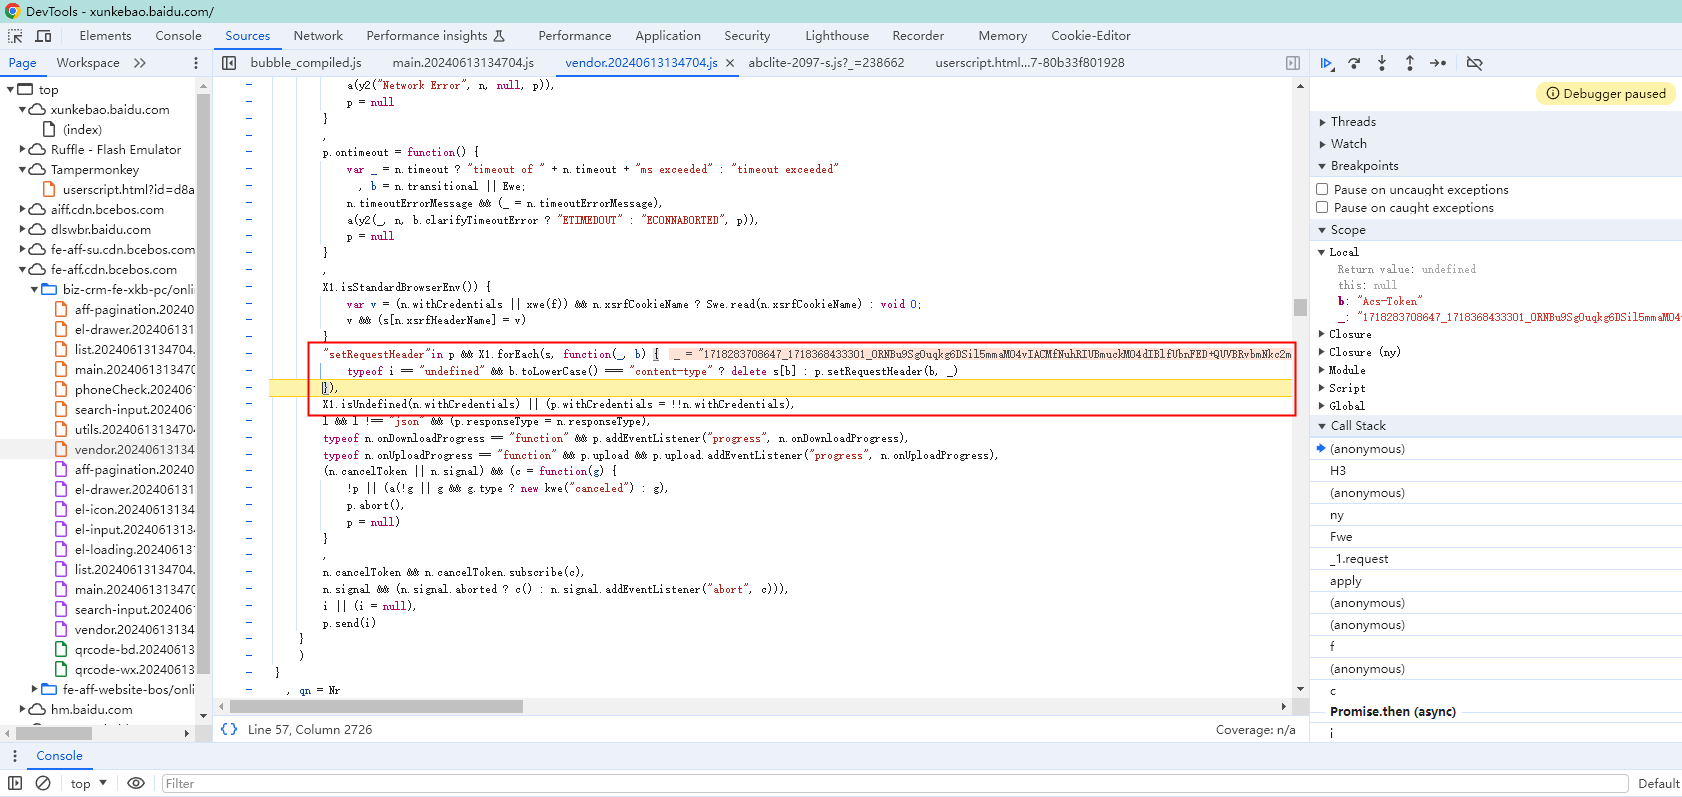 DevTools - xunkebao.baidu.com/
Elements Console Sources Network Performance insights Performance Application Security Lighthouse Recorder Memory Cookie-Editor
Page Workspace
bubble_compiled.js main.20240613134704.js vendor.20240613134704.js × abclite-2097-s.js?_=238662 userscript.html...7-80b33f801928
top
xunkebao.baidu.com
(index)
Ruffle - Flash Emulator
Tampermonkey
userscript.html?id=d8a
aiff.cdn.bcebos.com
dlswbr.baidu.com
fe-aff-su.cdn.bcebos.com
fe-aff.cdn.bcebos.com
biz-crm-fe-xkb-pc/onli
aff-pagination.20240
el-drawer.20240613
list.20240613134704.
main.2024061313470
phoneCheck.202406
search-input.202406
utils.2024061313470
vendor.20240613134
aff-pagination.20240
el-drawer.20240613
el-icon.20240613134
el-input.2024061313
el-loading.20240613
list.20240613134704.
main.2024061313470
search-input.202406
vendor.20240613134
qrcode-bd.2024061
qrcode-wx.2024061
fe-aff-website-bos/onli
hm.baidu.com
a(y2("Network Error", n, null, p)),
p = null
}
,
p.ontimeout = function() {
var _ = n.timeout ? "timeout of " + n.timeout + "ms exceeded" : "timeout exceeded"
, b = n.transitional || Ewe;
n.timeoutErrorMessage && (_ = n.timeoutErrorMessage),
a(y2(_, n, b.clarifyTimeoutError ? "ETIMEDOUT" : "ECONNABORTED", p)),
p = null
}
,
X1.isStandardBrowserEnv()) {
var v = (n.withCredentials || xwe(f)) && n.xsrfCookieName ? Swe.read(n.xsrfCookieName) : void 0;
v && (s[n.xsrfHeaderName] = v)
}
"setRequestHeader"in p && X1.forEach(s, function(_, b) { _ = "1718283708647_1718368433301_ORNBu9SgOuqkg6DSil5mmaMO4vIACMfNuhRIUBmuckMO4dIBlfUbnFED+QUVBRvbmNkc2m
typeof i == "undefined" && b.toLowerCase() === "content-type" ? delete s[b] : p.setRequestHeader(b, _)
}),
X1.isUndefined(n.withCredentials) || (p.withCredentials = !!n.withCredentials),
l && l !== "json" && (p.responseType = n.responseType),
typeof n.onDownloadProgress == "function" && p.addEventListener("progress", n.onDownloadProgress),
typeof n.onUploadProgress == "function" && p.upload && p.upload.addEventListener("progress", n.onUploadProgress),
(n.cancelToken || n.signal) && (c = function(g) {
!p || (a(!g || g && g.type ? new kwe("canceled") : g),
p.abort(),
p = null)
}
,
n.cancelToken && n.cancelToken.subscribe(c),
n.signal && (n.signal.aborted ? c() : n.signal.addEventListener("abort", c))),
i || (i = null),
p.send(i)
}
)
}
, qn = Nr
{} Line 57, Column 2726 Coverage: n/a
Debugger paused
Threads
Watch
Breakpoints
Pause on uncaught exceptions
Pause on caught exceptions
Scope
Local
Return value: undefined
this: null
b: "Acs-Token"
_: "1718283708647_1718368433301_ORNBu9SgOuqkg6DSil5mmaMO4
Closure
Closure (ny)
Module
Script
Global
Call Stack
(anonymous)
H3
(anonymous)
ny
Fwe
_1.request
apply
(anonymous)
(anonymous)
f
(anonymous)
c
Promise.then (async)
i
Console
top Filter Default